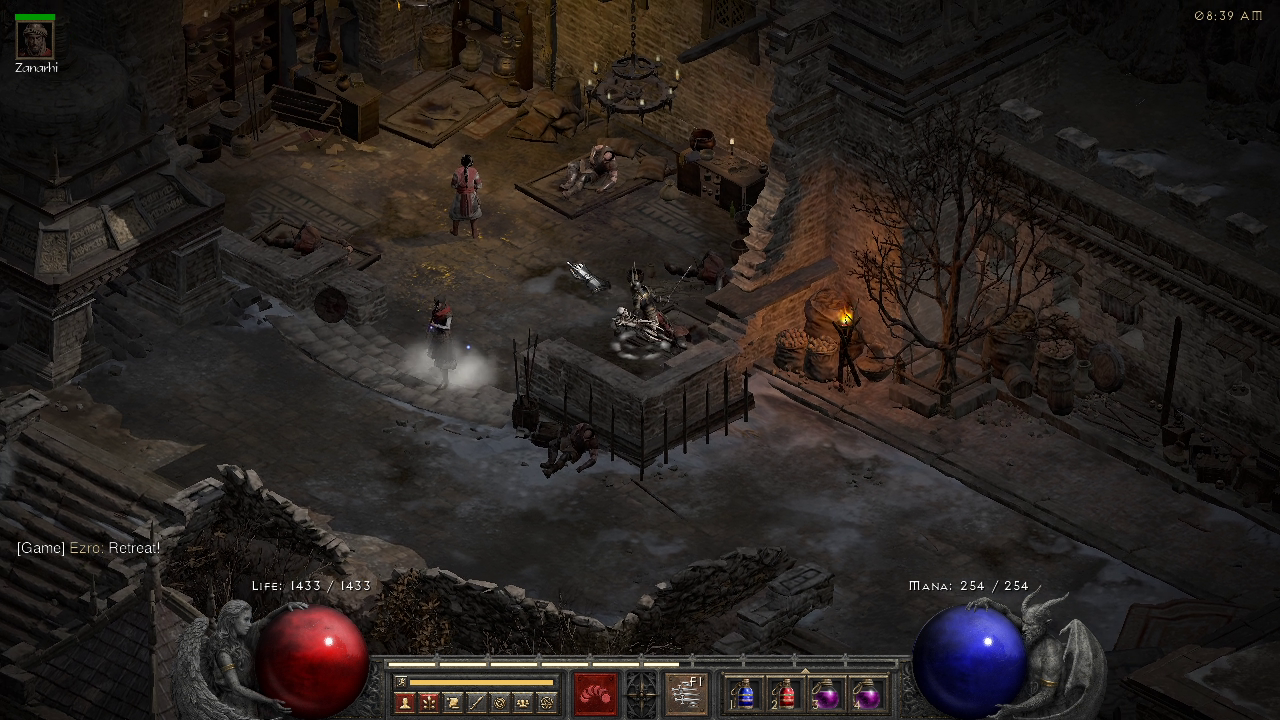 08:39 AM
Zanarhi
[Game] Ezro: Retreat!
Life: 1433 / 1433
Mana: 254 / 254
F1
1 2 3 4